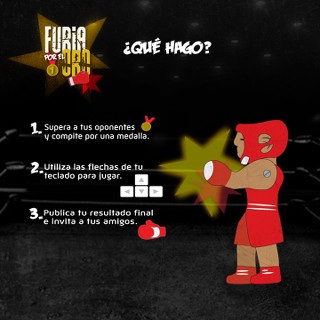 FURIA
POR EL
ORO
¿QUÉ HAGO?
1. Supera a tus oponentes
y compite por una medalla.
2. Utiliza las flechas de tu
teclado para jugar.
3. Publica tu resultado final
e invita a tus amigos.